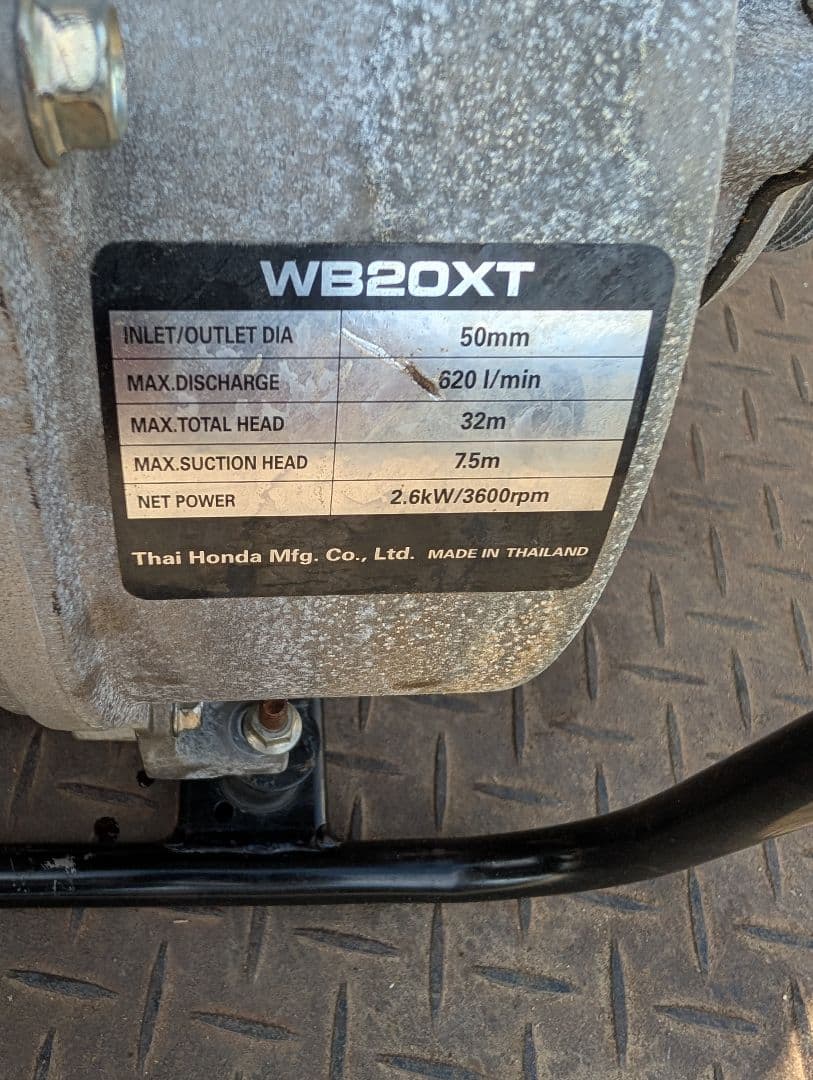 WB20XT
INLET/OUTLET DIA 50mm
MAX.DISCHARGE 620 l/min
MAX.TOTAL HEAD 32m
MAX.SUCTION HEAD 7.5m
NET POWER 2.6kW/3600rpm
Thai Honda Mfg. Co., Ltd. MADE IN THAILAND